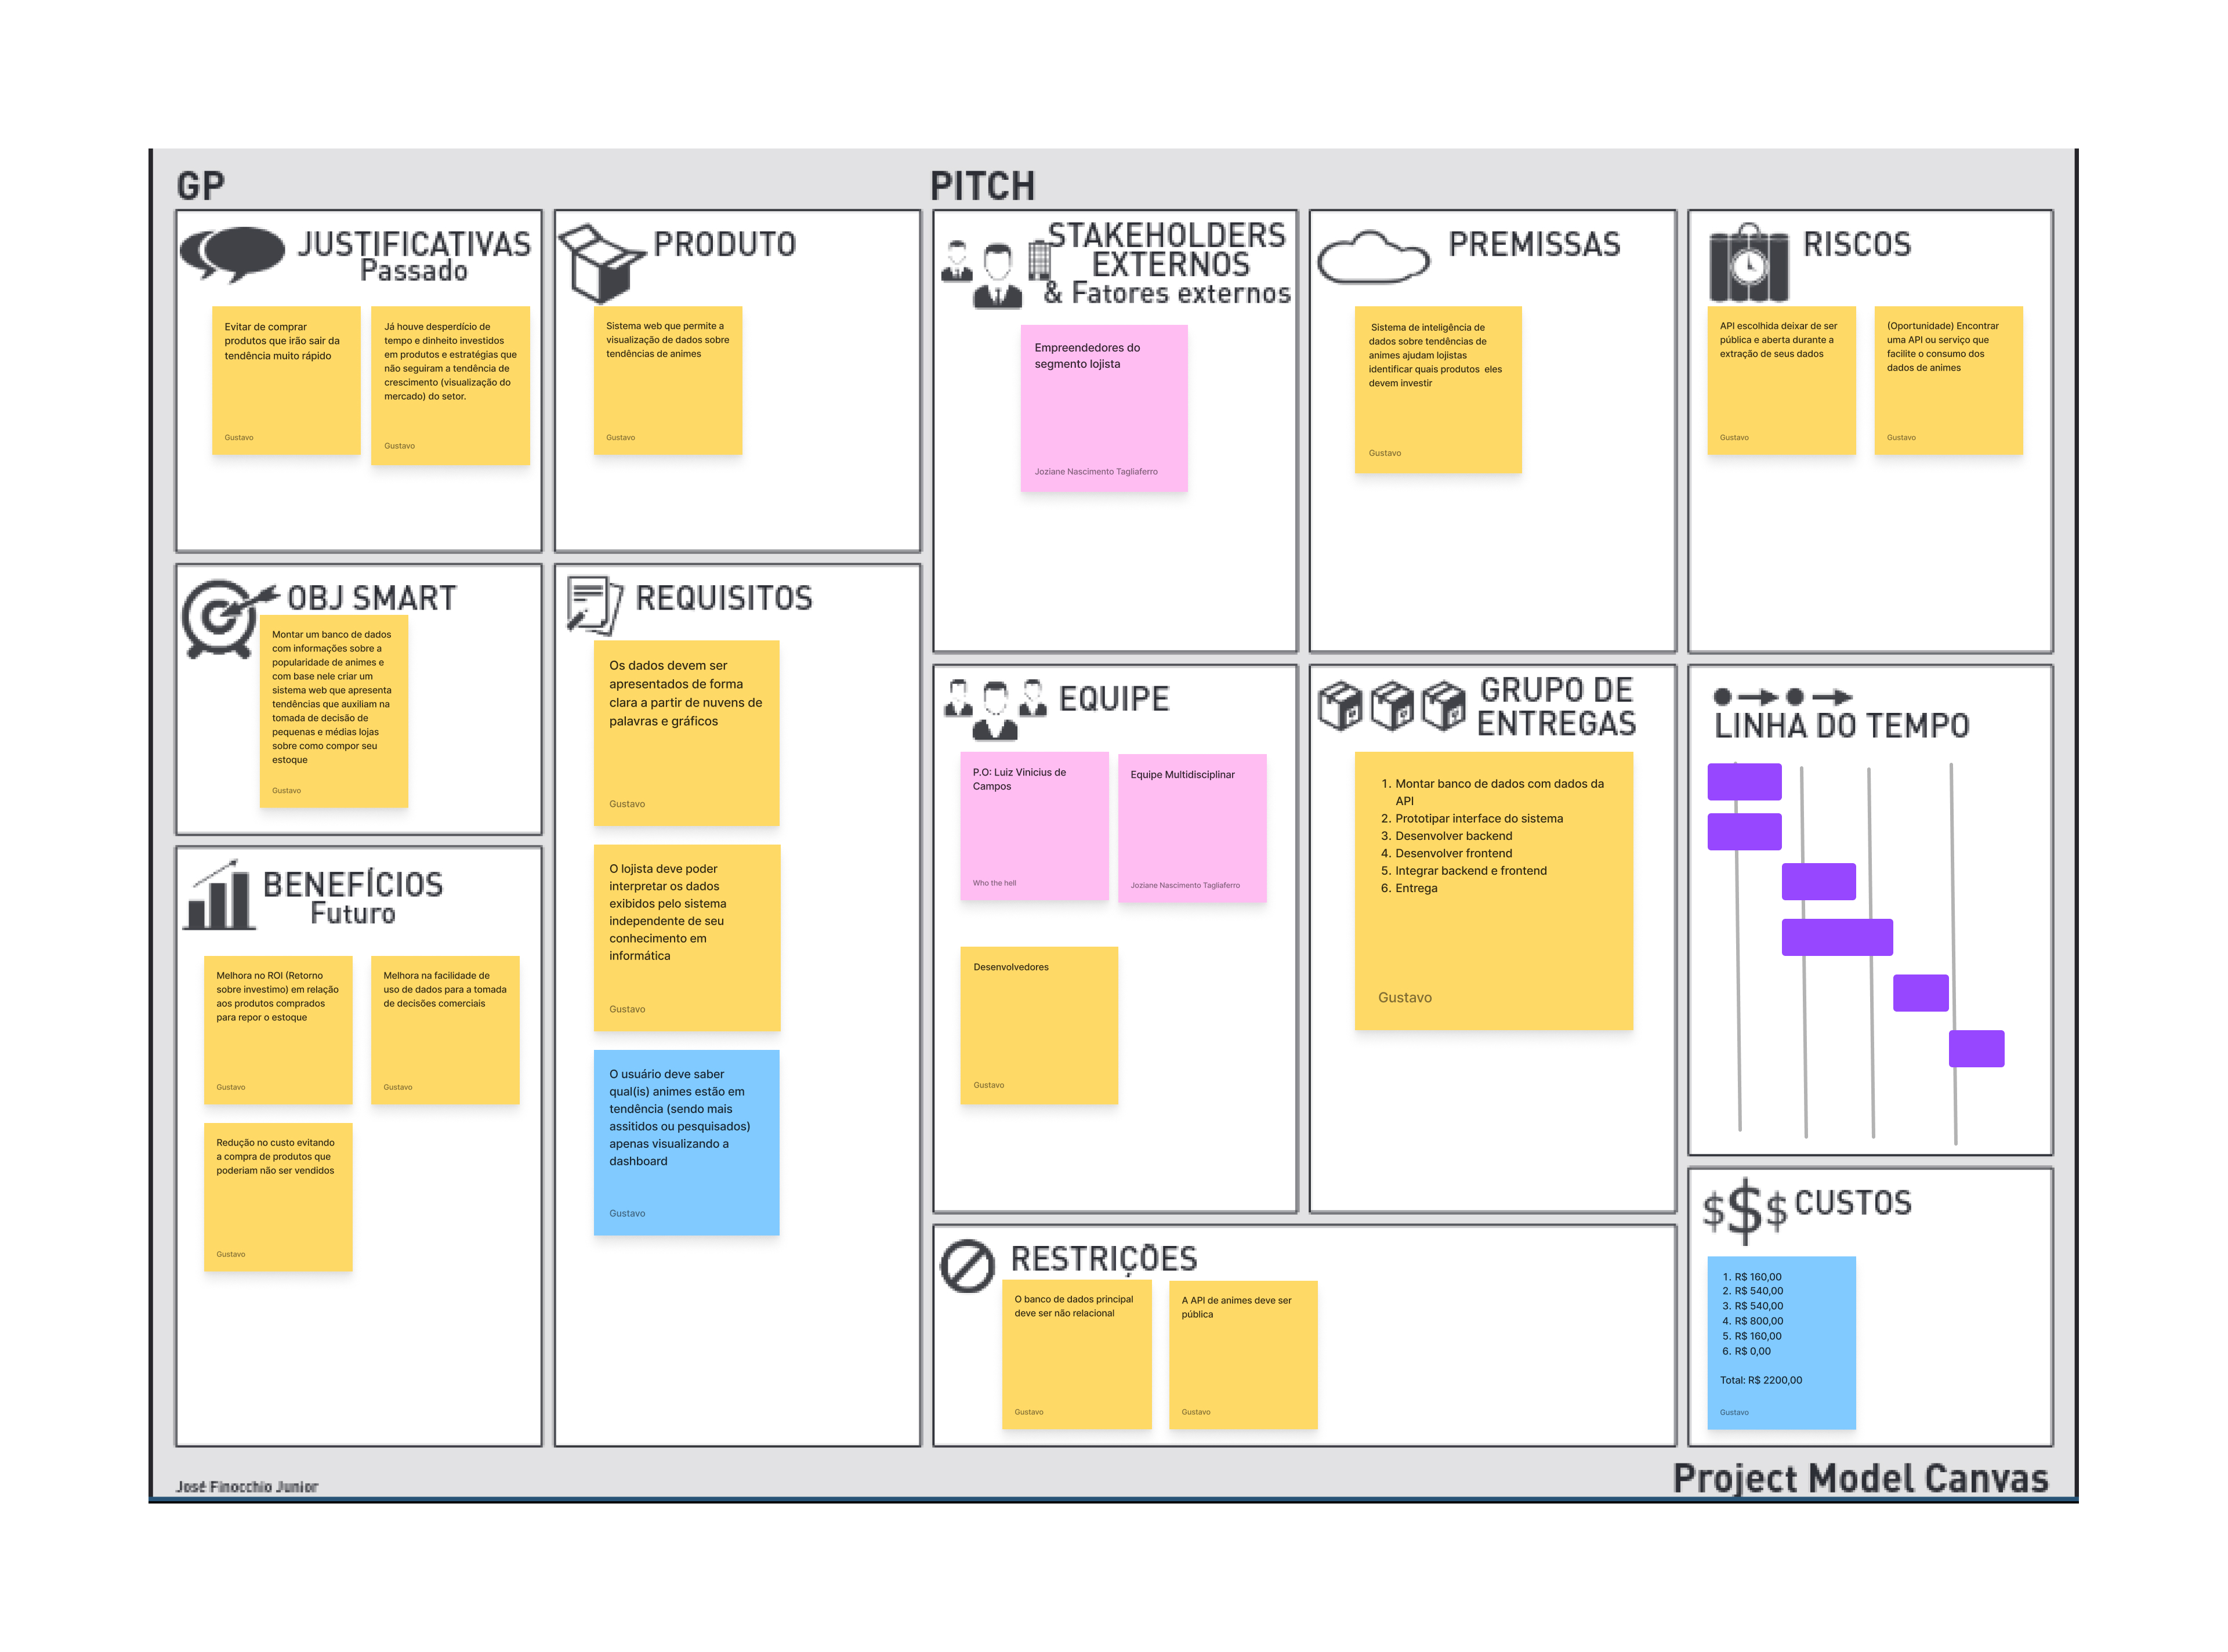 GP
PITCH
JUSTIFICATIVAS
Passado
Evitar de comprar
produtos que irão sair da
tendência muito rápido
Gustavo
Já houve desperdício de
tempo e dinheito investidos
em produtos e estratégias que
não seguiram a tendência de
crescimento (visualização do
mercado) do setor.
Gustavo
PRODUTO
Sistema web que permite a
visualização de dados sobre
tendências de animes
Gustavo
STAKEHOLDERS
EXTERNOS
& Fatores externos
Empreendedores do
segmento lojista
Joziane Nascimento Tagliaferro
PREMISSAS
Sistema de inteligência de
dados sobre tendências de
animes ajudam lojistas
identificar quais produtos eles
devem investir
Gustavo
RISCOS
API escolhida deixar de ser
pública e aberta durante a
extração de seus dados
Gustavo
(Oportunidade) Encontrar
uma API ou serviço que
facilite o consumo dos
dados de animes
Gustavo
OBJ SMART
Montar um banco de dados
com informações sobre a
popularidade de animes e
com base nele criar um
sistema web que apresenta
tendências que auxiliam na
tomada de decisão de
pequenas e médias lojas
sobre como compor seu
estoque
Gustavo
REQUISITOS
Os dados devem ser
apresentados de forma
clara a partir de nuvens de
palavras e gráficos
Gustavo
O lojista deve poder
interpretar os dados
exibidos pelo sistema
independente de seu
conhecimento em
informática
Gustavo
O usuário deve saber
qual(is) animes estão em
tendência (sendo mais
assitidos ou pesquisados)
apenas visualizando a
dashboard
Gustavo
BENEFÍCIOS
Futuro
Melhora no ROI (Retorno
sobre investimo) em relação
aos produtos comprados
para repor o estoque
Gustavo
Melhora na facilidade de
uso de dados para a tomada
de decisões comerciais
Gustavo
Redução no custo evitando
a compra de produtos que
poderiam não ser vendidos
Gustavo
EQUIPE
P.O: Luiz Vinicius de
Campos
Who the hell
Equipe Multidisciplinar
Joziane Nascimento Tagliaferro
Desenvolvedores
Gustavo
GRUPO DE
ENTREGAS
1. Montar banco de dados com dados da
API
2. Prototipar interface do sistema
3. Desenvolver backend
4. Desenvolver frontend
5. Integrar backend e frontend
6. Entrega
Gustavo
LINHA DO TEMPO
RESTRIÇÕES
O banco de dados principal
deve ser não relacional
Gustavo
A API de animes deve ser
pública
Gustavo
$$$ CUSTOS
1. R$ 160,00
2. R$ 540,00
3. R$ 540,00
4. R$ 800,00
5. R$ 160,00
6. R$ 0,00
Total: R$ 2200,00
Gustavo
José Finocchio Junior
Project Model Canvas